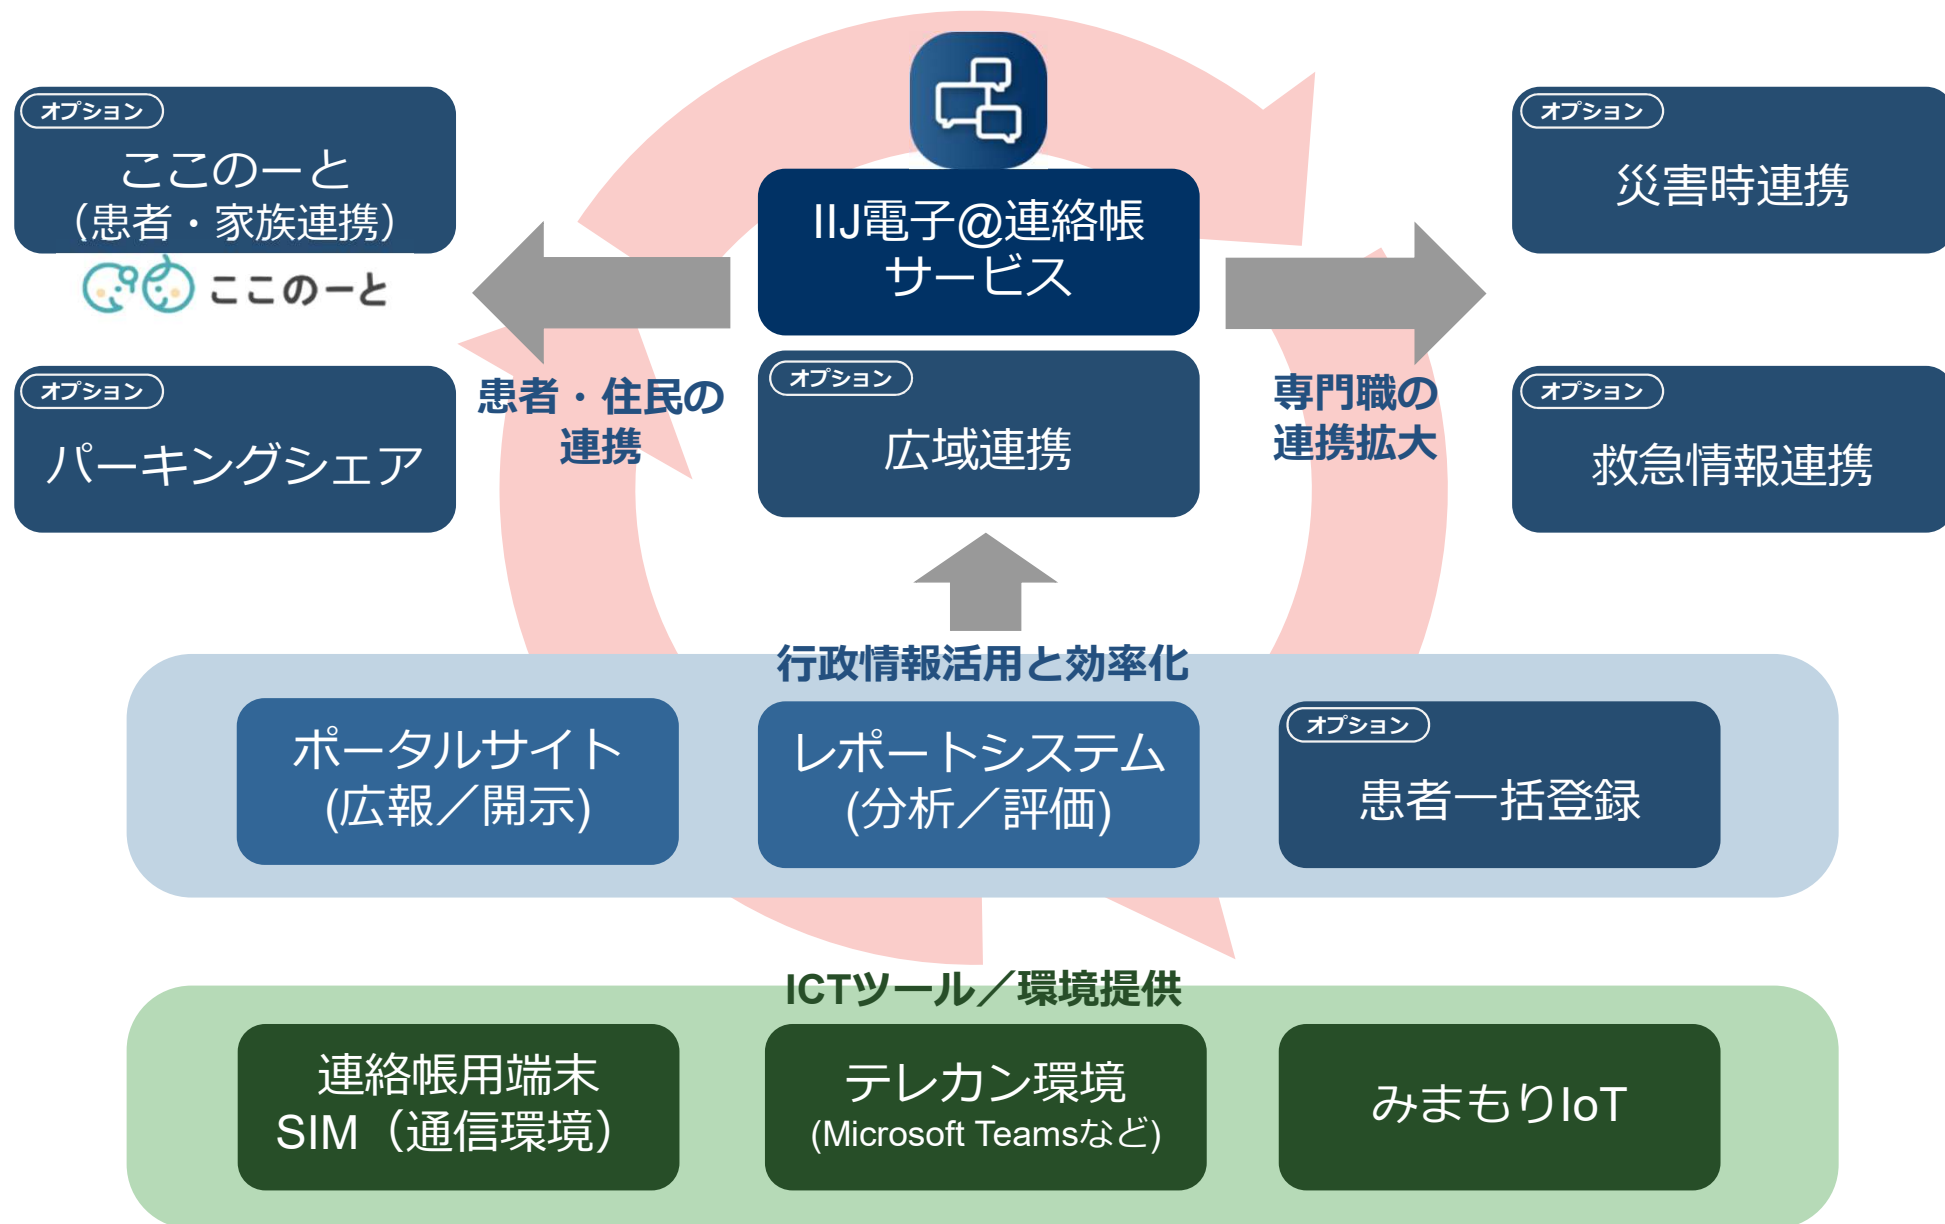 オプション
ここのーと
（患者・家族連携）
ここのーと
オプション
パーキングシェア
IIJ電子@連絡帳
サービス
オプション
広域連携
患者・住民の
連携
専門職の
連携拡大
オプション
災害時連携
オプション
救急情報連携
行政情報活用と効率化
ポータルサイト
(広報／開示)
レポートシステム
(分析／評価)
オプション
患者一括登録
ICTツール／環境提供
連絡帳用端末
SIM（通信環境）
テレカン環境
(Microsoft Teamsなど)
みまもりIoT